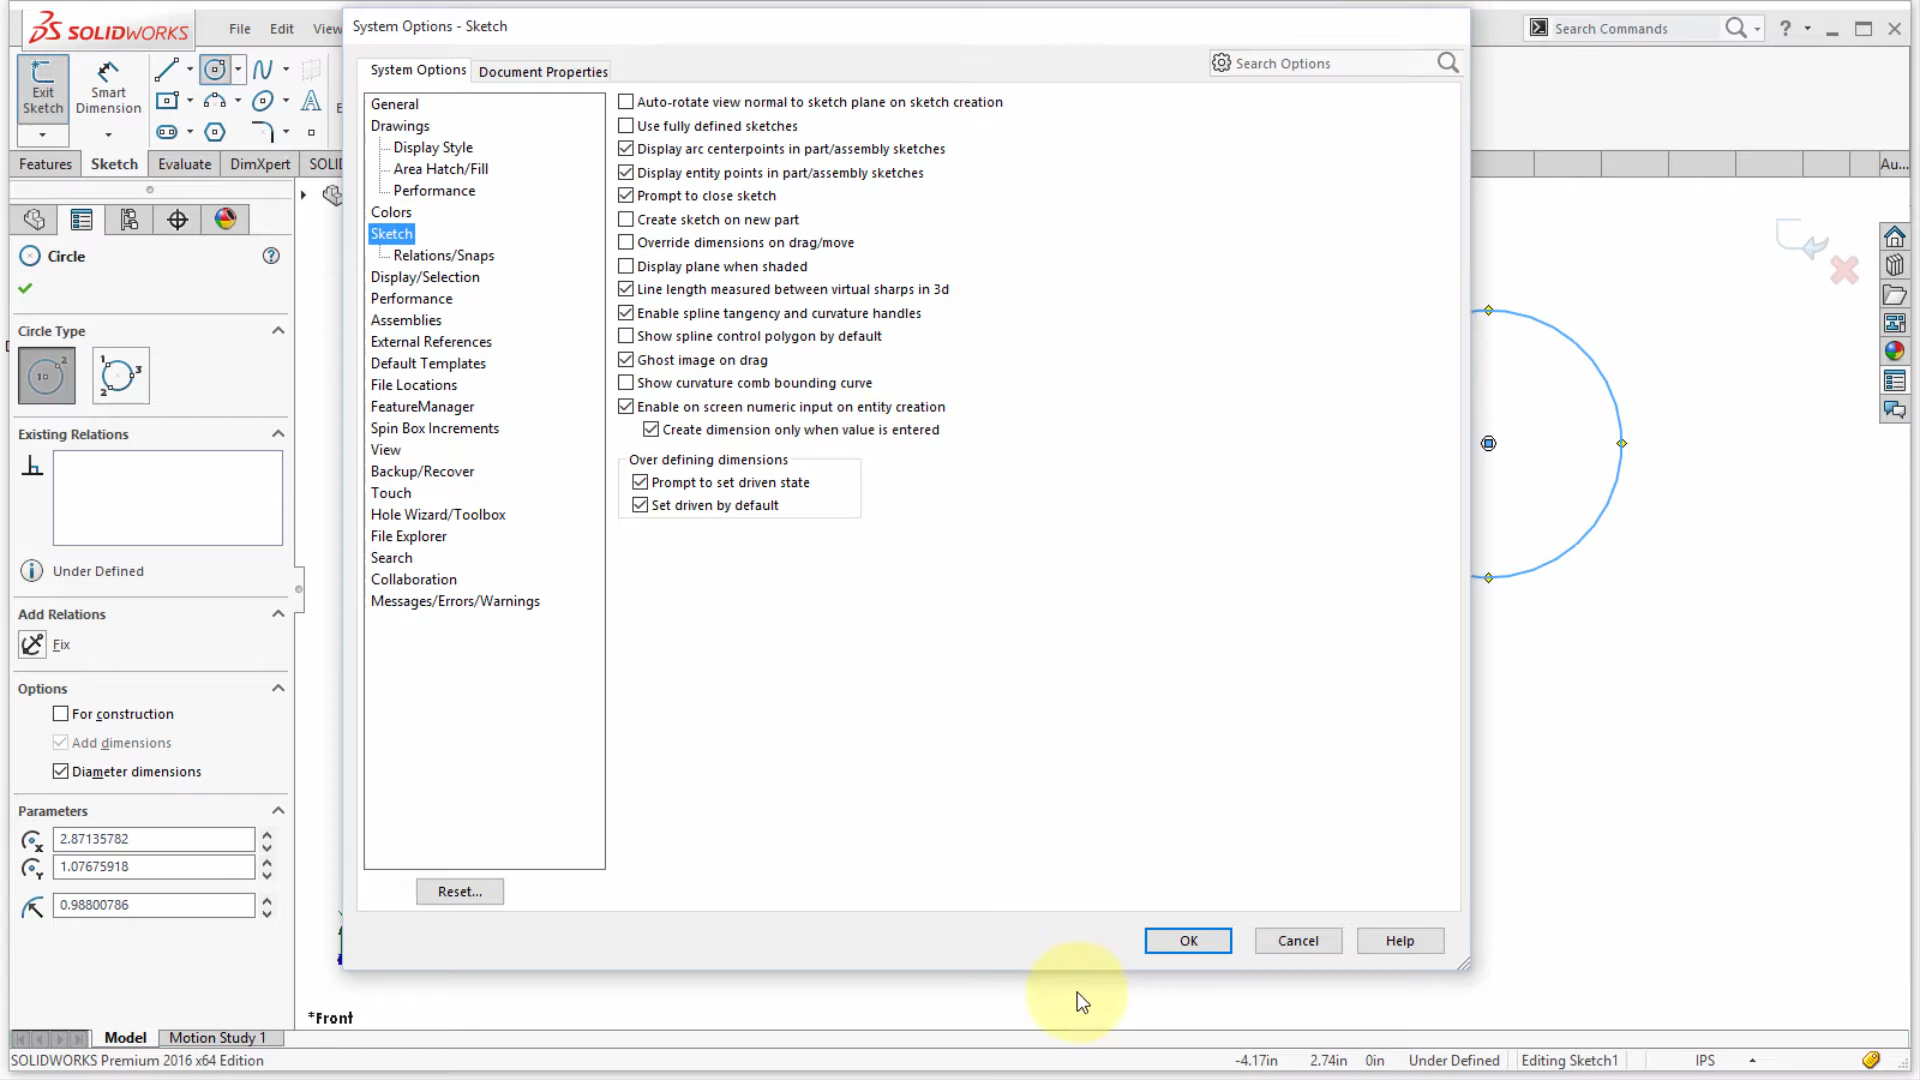 SOLIDWORKS
File
Edit
View
System Options - Sketch
Search Commands
?
Exit
Sketch
Smart
Dimension
Features
Sketch
Evaluate
DimXpert
SOLID
System Options
Document Properties
Search Options
General
Drawings
Display Style
Area Hatch/Fill
Performance
Colors
Sketch
Relations/Snaps
Display/Selection
Performance
Assemblies
External References
Default Templates
File Locations
FeatureManager
Spin Box Increments
View
Backup/Recover
Touch
Hole Wizard/Toolbox
File Explorer
Search
Collaboration
Messages/Errors/Warnings
Reset...
Auto-rotate view normal to sketch plane on sketch creation
Use fully defined sketches
Display arc centerpoints in part/assembly sketches
Display entity points in part/assembly sketches
Prompt to close sketch
Create sketch on new part
Override dimensions on drag/move
Display plane when shaded
Line length measured between virtual sharps in 3d
Enable spline tangency and curvature handles
Show spline control polygon by default
Ghost image on drag
Show curvature comb bounding curve
Enable on screen numeric input on entity creation
Create dimension only when value is entered
Over defining dimensions
Prompt to set driven state
Set driven by default
OK
Cancel
Help
Au...
Circle
Circle Type
Existing Relations
Under Defined
Add Relations
Fix
Options
For construction
Add dimensions
Diameter dimensions
Parameters
2.87135782
1.07675918
0.98800786
*Front
Model
Motion Study 1
SOLIDWORKS Premium 2016 x64 Edition
-4.17in
2.74in
0in
Under Defined
Editing Sketch1
IPS